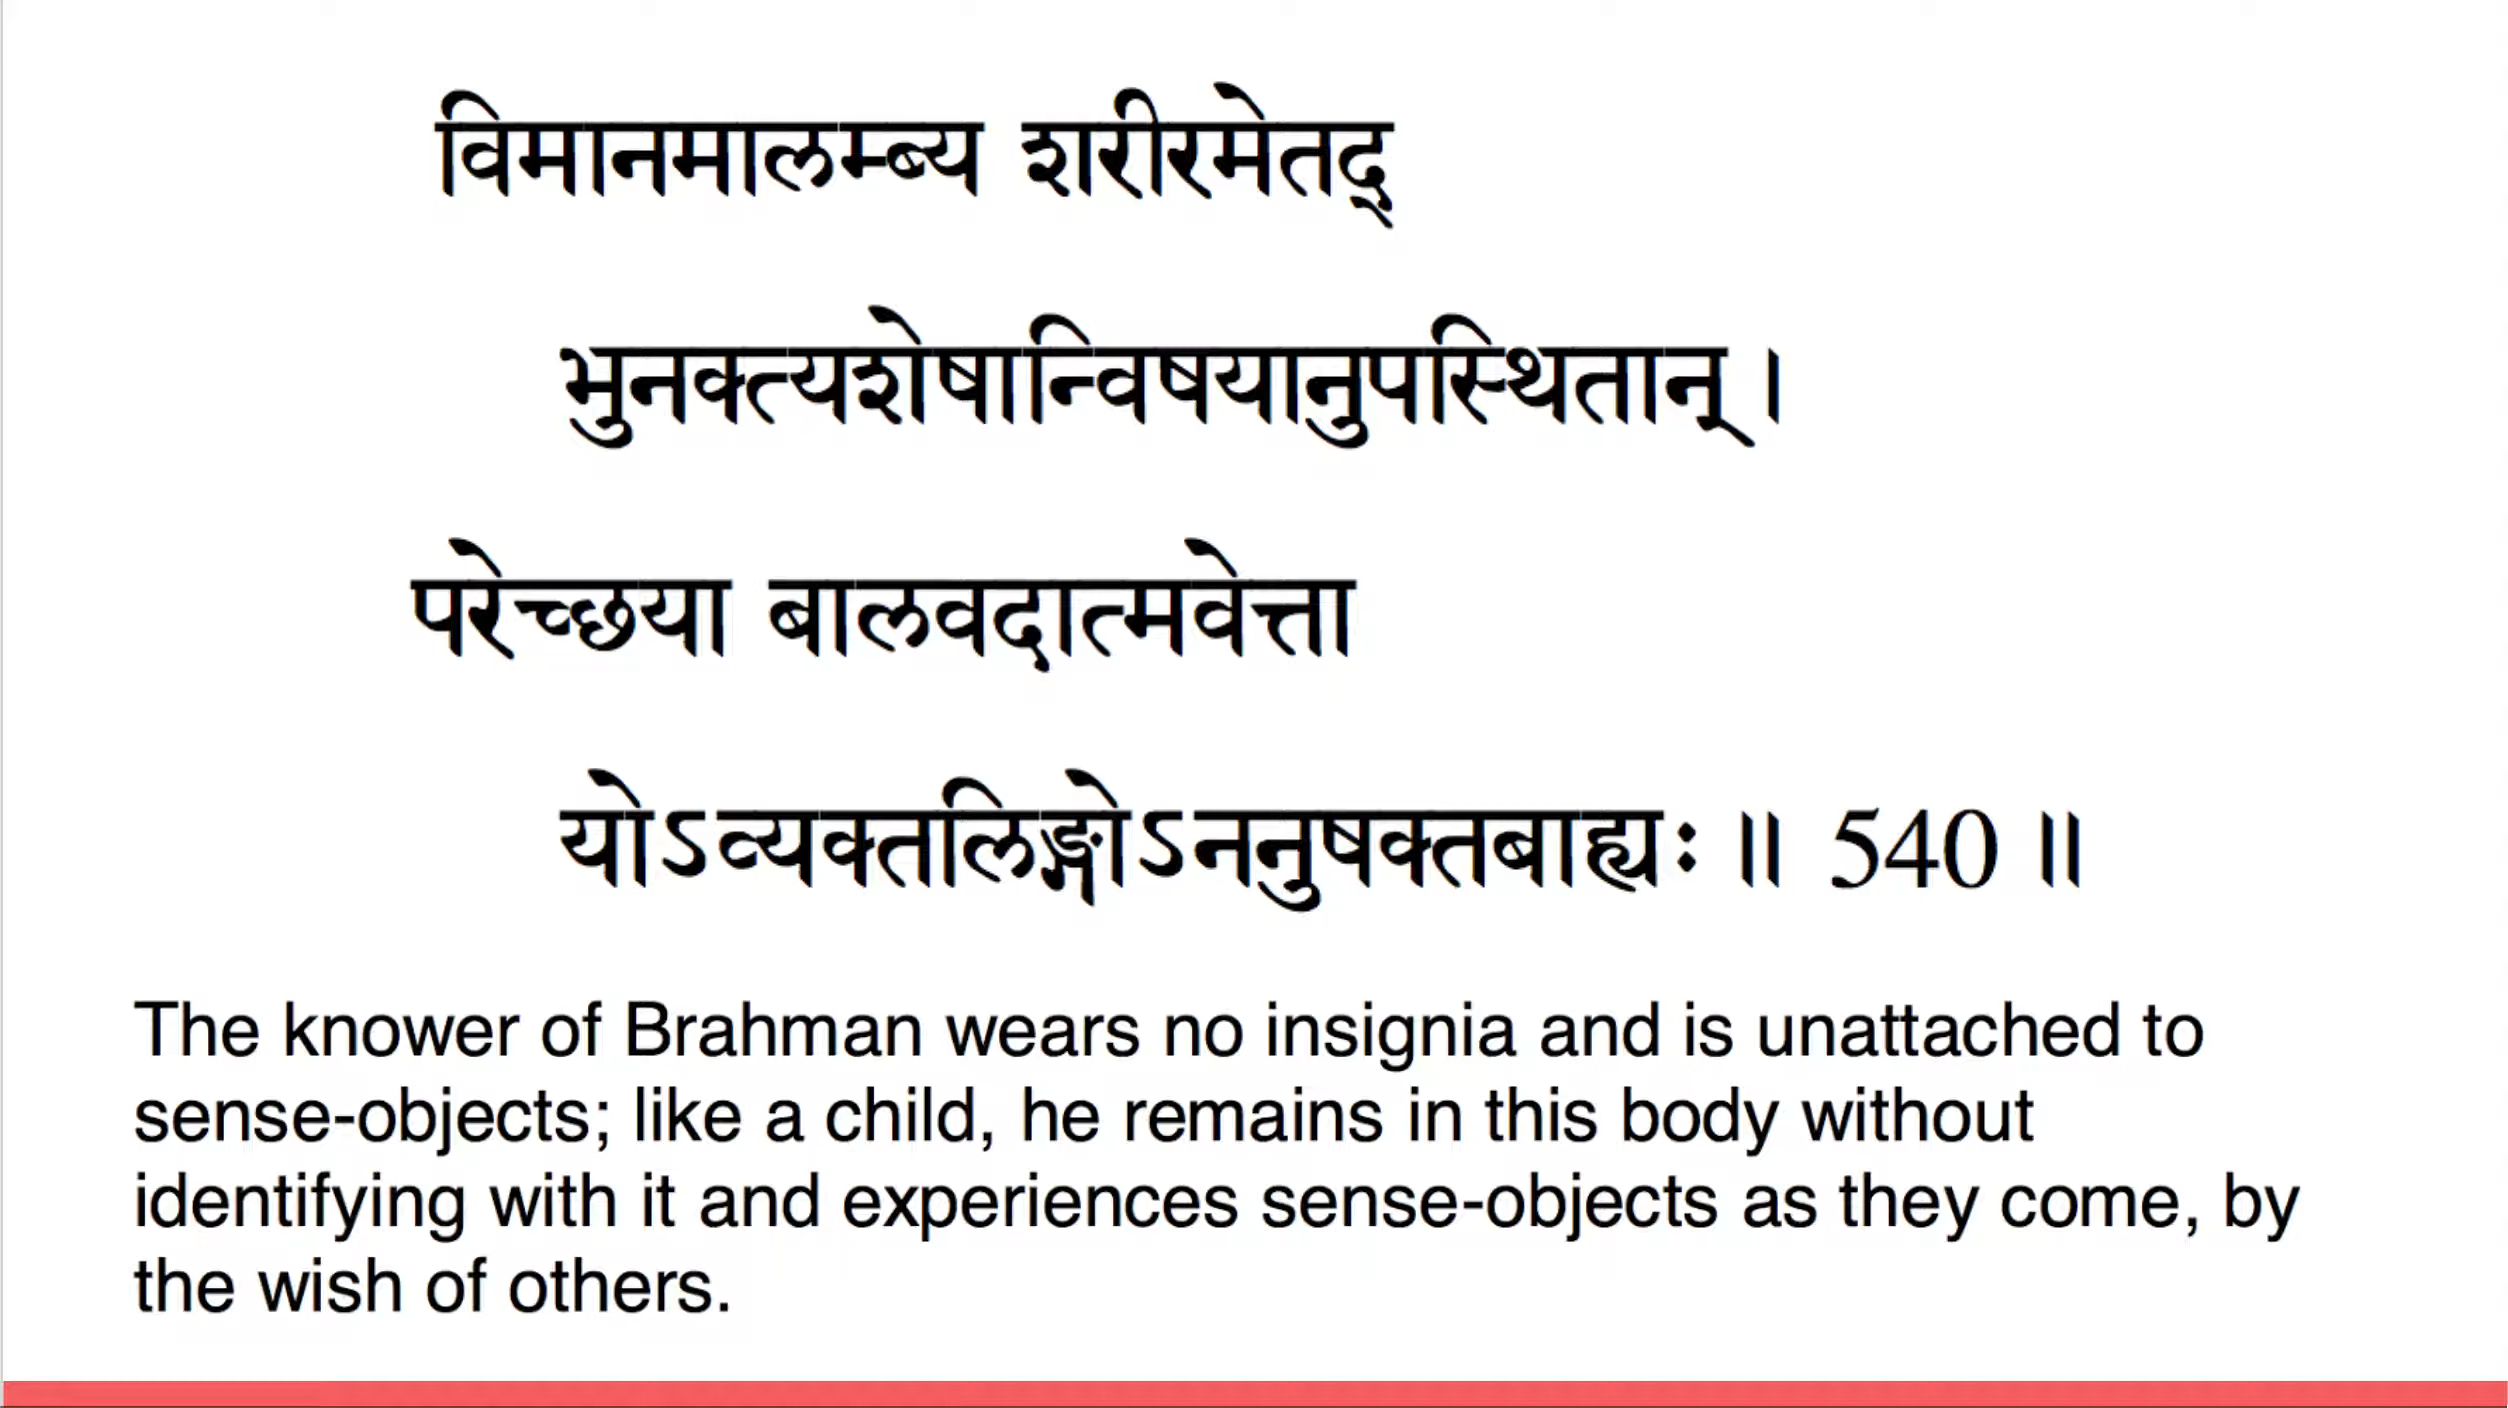 विमानमालम्ब्य शरीरमेतद्
भुनक्त्यशेषान्विषयानुपस्थितान् ।
परेच्छया बालवदात्मवेत्ता
योऽव्यक्तलिङ्गोऽननुषक्तबाह्यः ॥ 540 ॥
The knower of Brahman wears no insignia and is unattached to
sense-objects; like a child, he remains in this body without
identifying with it and experiences sense-objects as they come, by
the wish of others.